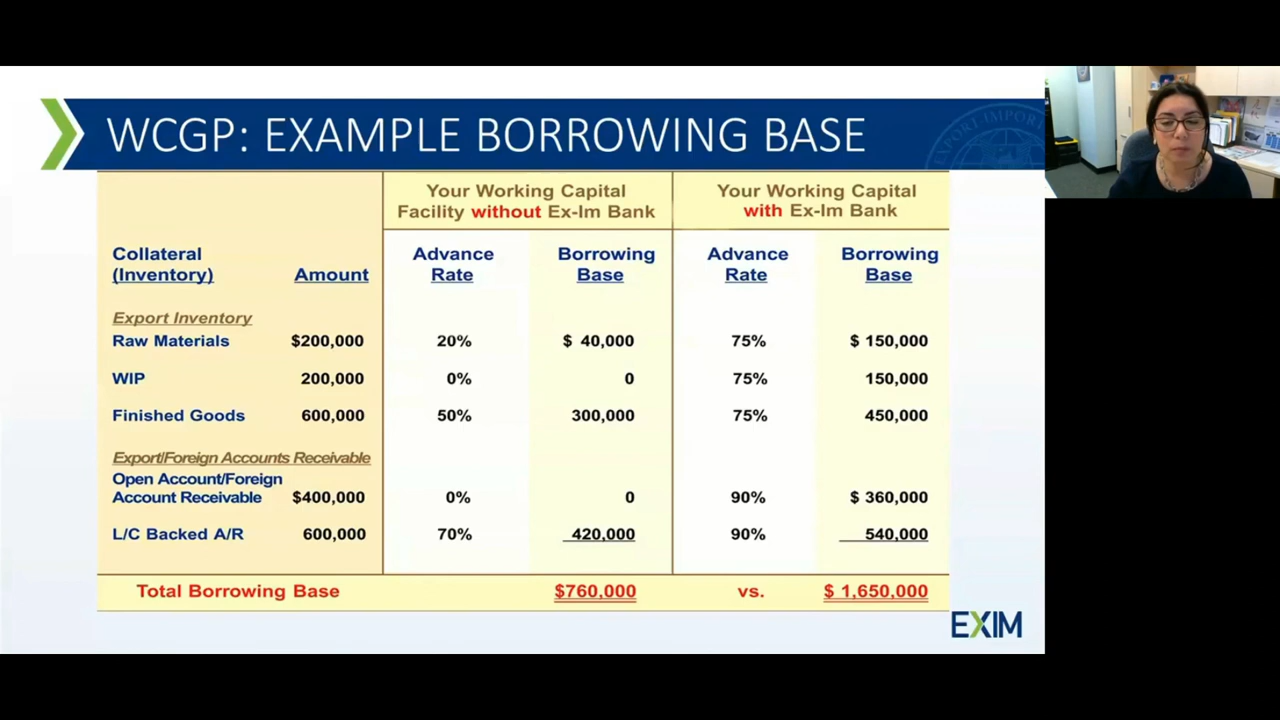 WCGP: EXAMPLE BORROWING BASE
Your Working Capital
Facility without Ex-Im Bank
Your Working Capital
with Ex-Im Bank
Collateral
(Inventory) Amount
Advance
Rate
Borrowing
Base
Advance
Rate
Borrowing
Base
Export Inventory
Raw Materials $200,000 20% $ 40,000 75% $ 150,000
WIP 200,000 0% 0 75% 150,000
Finished Goods 600,000 50% 300,000 75% 450,000
Export/Foreign Accounts Receivable
Open Account/Foreign
Account Receivable $400,000 0% 0 90% $ 360,000
L/C Backed A/R 600,000 70% 420,000 90% 540,000
Total Borrowing Base $760,000 vs. $ 1,650,000
EXIM